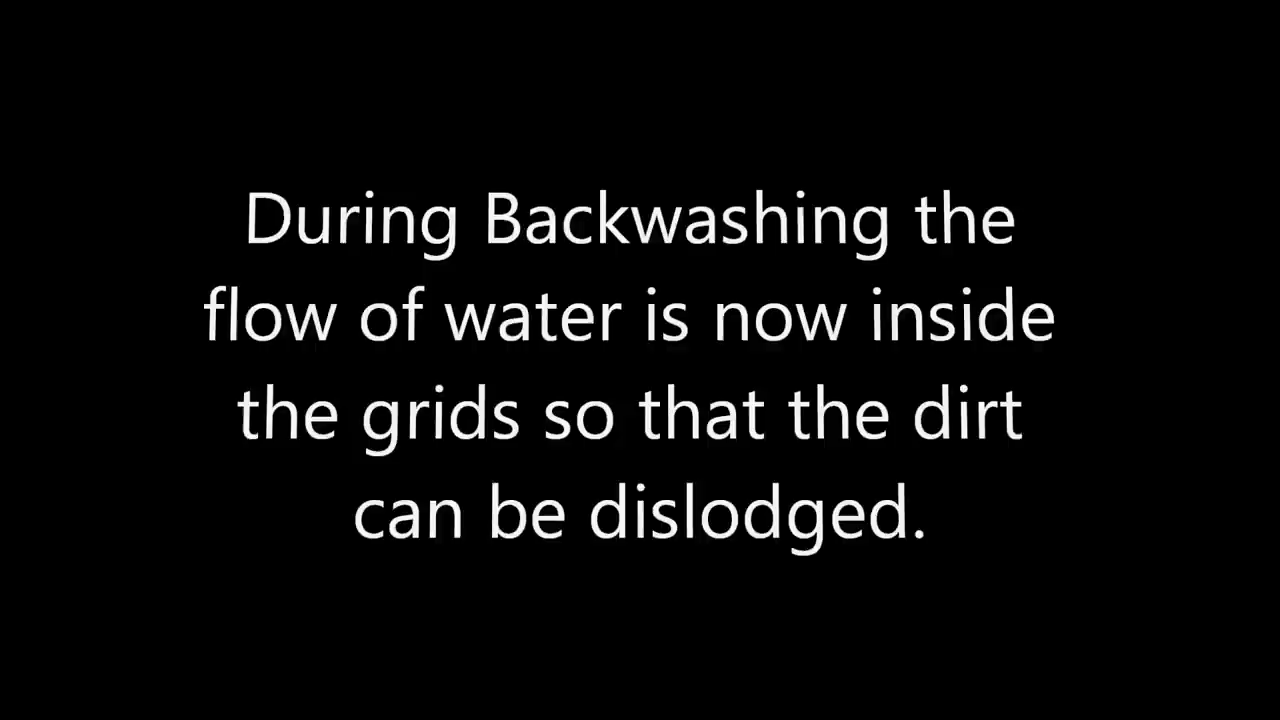 During Backwashing the
flow of water is now inside
the grids so that the dirt
can be dislodged.